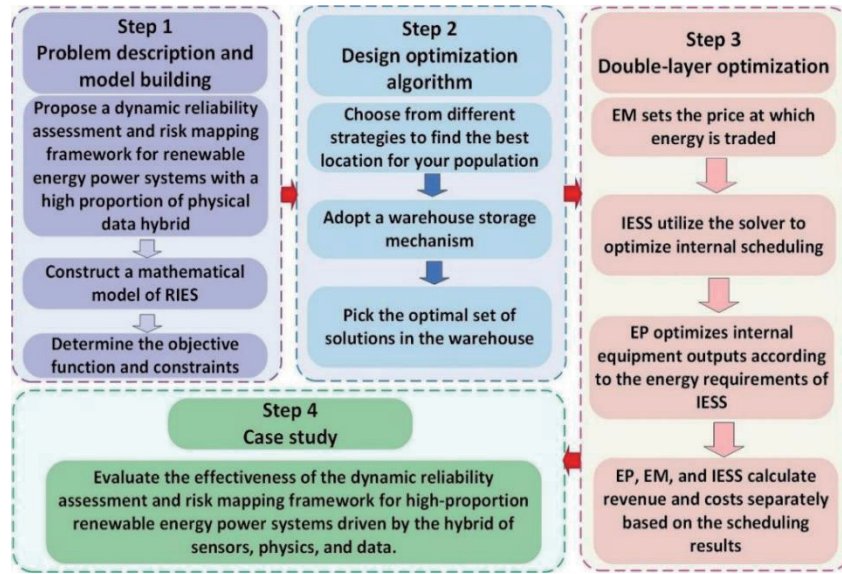 Step 1
Problem description and
model building
Propose a dynamic reliability
assessment and risk mapping
framework for renewable
energy power systems with a
high proportion of physical
data hybrid
Construct a mathematical
model of RIES
Determine the objective
function and constraints
Step 2
Design optimization
algorithm
Choose from different
strategies to find the best
location for your population
Adopt a warehouse storage
mechanism
Pick the optimal set of
solutions in the warehouse
Step 3
Double-layer optimization
EM sets the price at which
energy is traded
IESS utilize the solver to
optimize internal scheduling
EP optimizes internal
equipment outputs according
to the energy requirements of
IESS
EP, EM, and IESS calculate
revenue and costs separately
based on the scheduling
results
Step 4
Case study
Evaluate the effectiveness of the dynamic reliability
assessment and risk mapping framework for high-proportion
renewable energy power systems driven by the hybrid of
sensors, physics, and data.